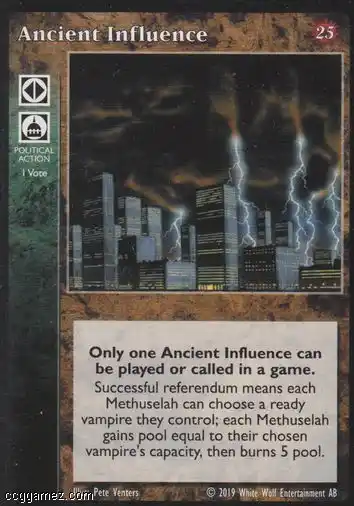 Ancient Influence
25
POLITICAL
ACTION
1 Vote
Only one Ancient Influence can
be played or called in a game.
Successful referendum means each
Methuselah can choose a ready
vampire they control; each Methuselah
gains pool equal to their chosen
vampire's capacity, then burns 5 pool.
Illus: Pete Venters
© 2019 White Wolf Entertainment AB
ccggamez.com